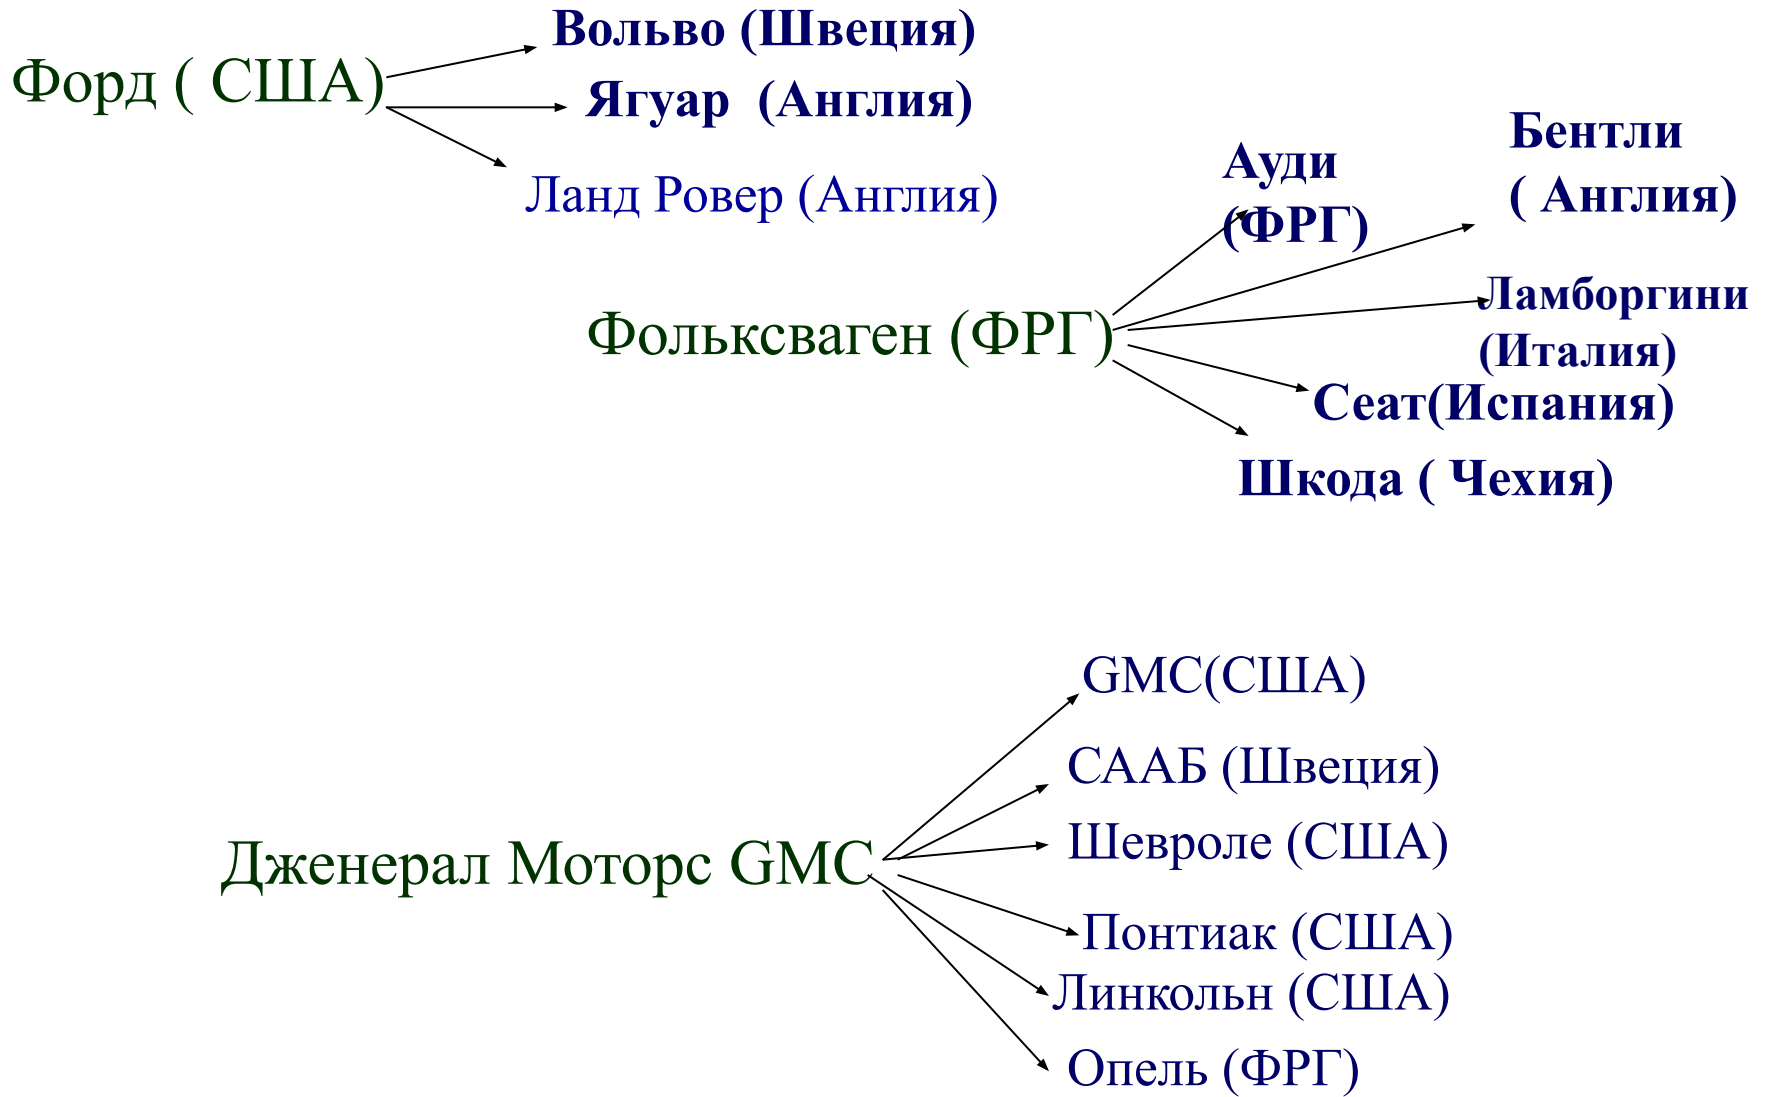 Вольво (Швеция)
Форд ( США)
Ягуар  (Англия)
Ланд Ровер (Англия)
Ауди
(ФРГ)
Бентли
( Англия)
Фольксваген (ФРГ)
Ламборгини
(Италия)
Сеат(Испания)
Шкода ( Чехия)
GMC(США)
СААБ (Швеция)
Шевроле (США)
Дженерал Моторс GMC
Понтиак (США)
Линкольн (США)
Опель (ФРГ)